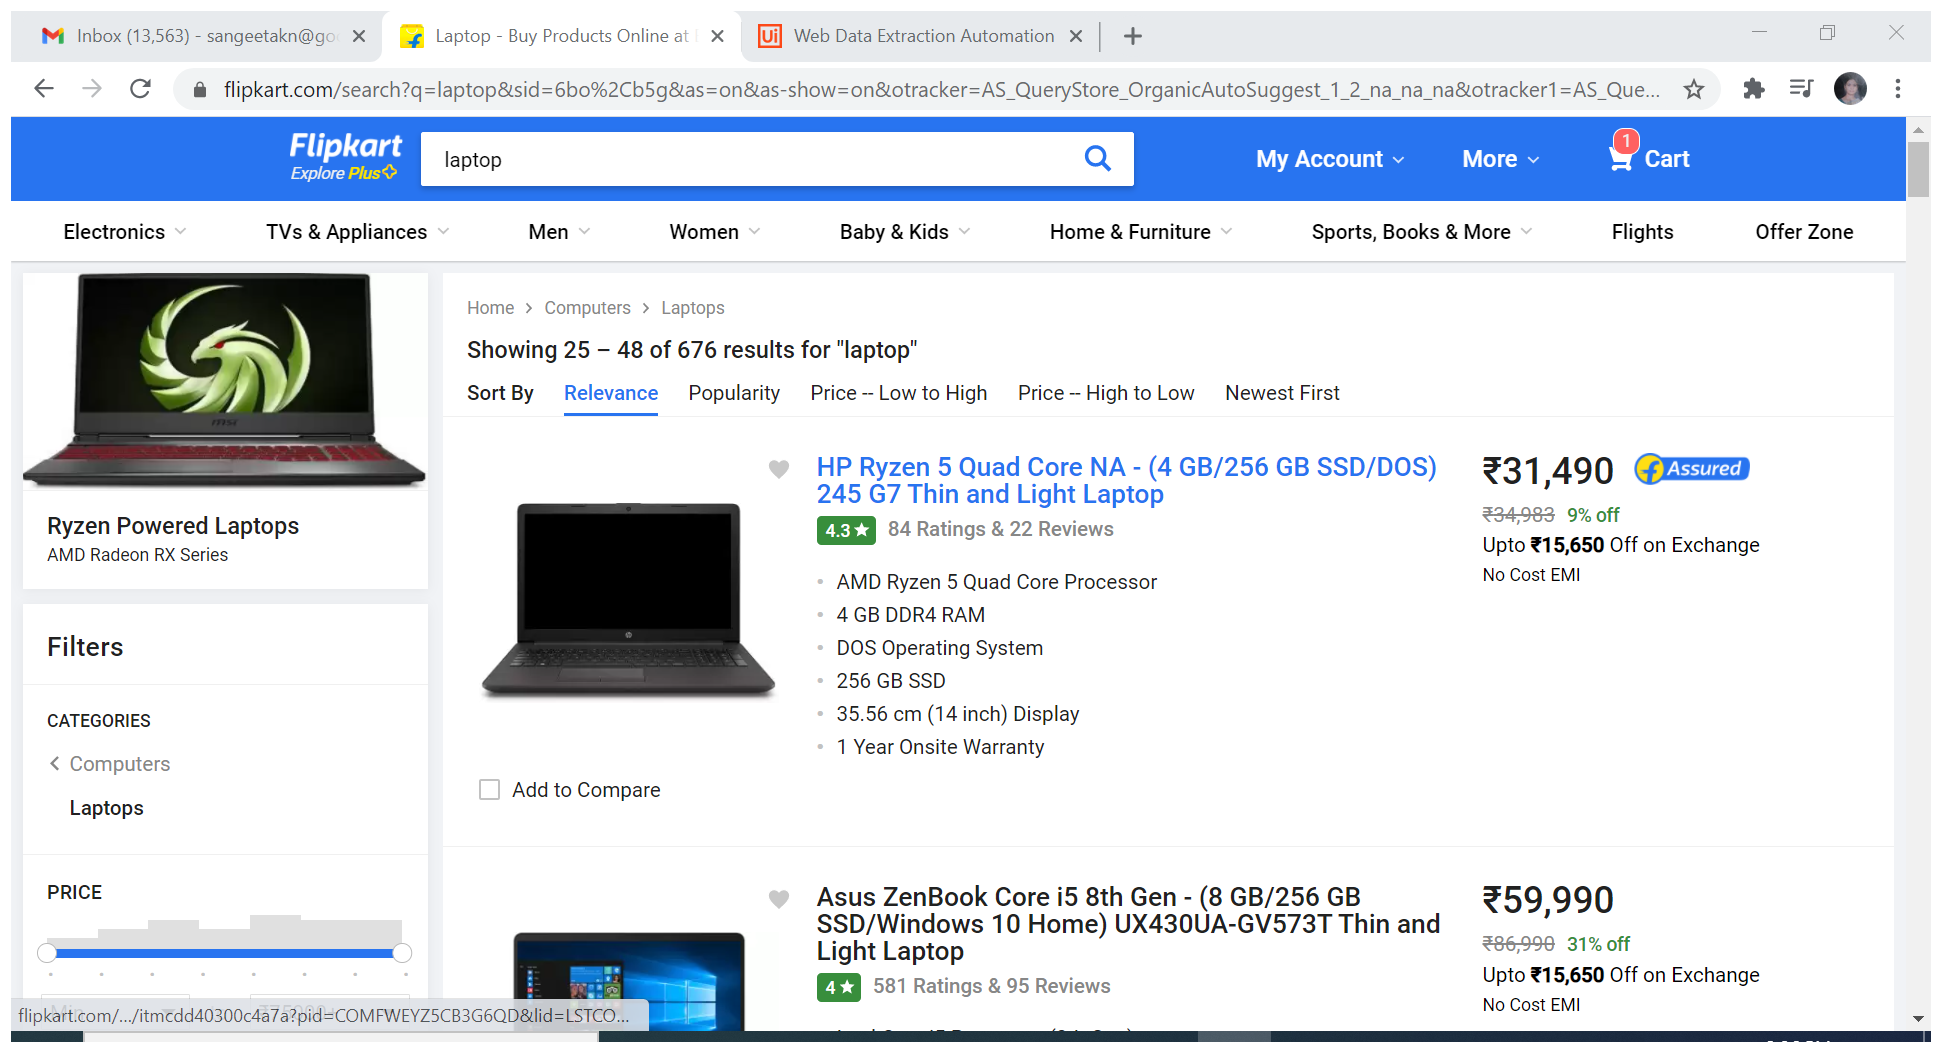 Inbox (13,563) - sangeetakn@go
Laptop - Buy Products Online at
Ui
Web Data Extraction Automation
flipkart.com/search?q=laptop&sid=6bo%2Cb5g&as=on&as-show=on&otracker=AS_QueryStore_OrganicAutoSuggest_1_2_na_na_na&otracker1=AS_Que...
Flipkart
Explore Plus
laptop
My Account
More
1
Cart
Electronics
TVs & Appliances
Men
Women
Baby & Kids
Home & Furniture
Sports, Books & More
Flights
Offer Zone
msi
Ryzen Powered Laptops
AMD Radeon RX Series
Filters
CATEGORIES
Computers
Laptops
PRICE
flipkart.com/.../itmcdd40300c4a7a?pid=COMFWEYZ5CB3G6QD&lid=LSTCO...
Home > Computers > Laptops
Showing 25 – 48 of 676 results for "laptop"
Sort By Relevance Popularity Price -- Low to High Price -- High to Low Newest First
HP Ryzen 5 Quad Core NA - (4 GB/256 GB SSD/DOS)
245 G7 Thin and Light Laptop
4.3★ 84 Ratings & 22 Reviews
AMD Ryzen 5 Quad Core Processor
4 GB DDR4 RAM
DOS Operating System
256 GB SSD
35.56 cm (14 inch) Display
1 Year Onsite Warranty
Add to Compare
₹31,490
Assured
₹34,983 9% off
Upto ₹15,650 Off on Exchange
No Cost EMI
Asus ZenBook Core i5 8th Gen - (8 GB/256 GB
SSD/Windows 10 Home) UX430UA-GV573T Thin and
Light Laptop
4★ 581 Ratings & 95 Reviews
₹59,990
₹86,990 31% off
Upto ₹15,650 Off on Exchange
No Cost EMI